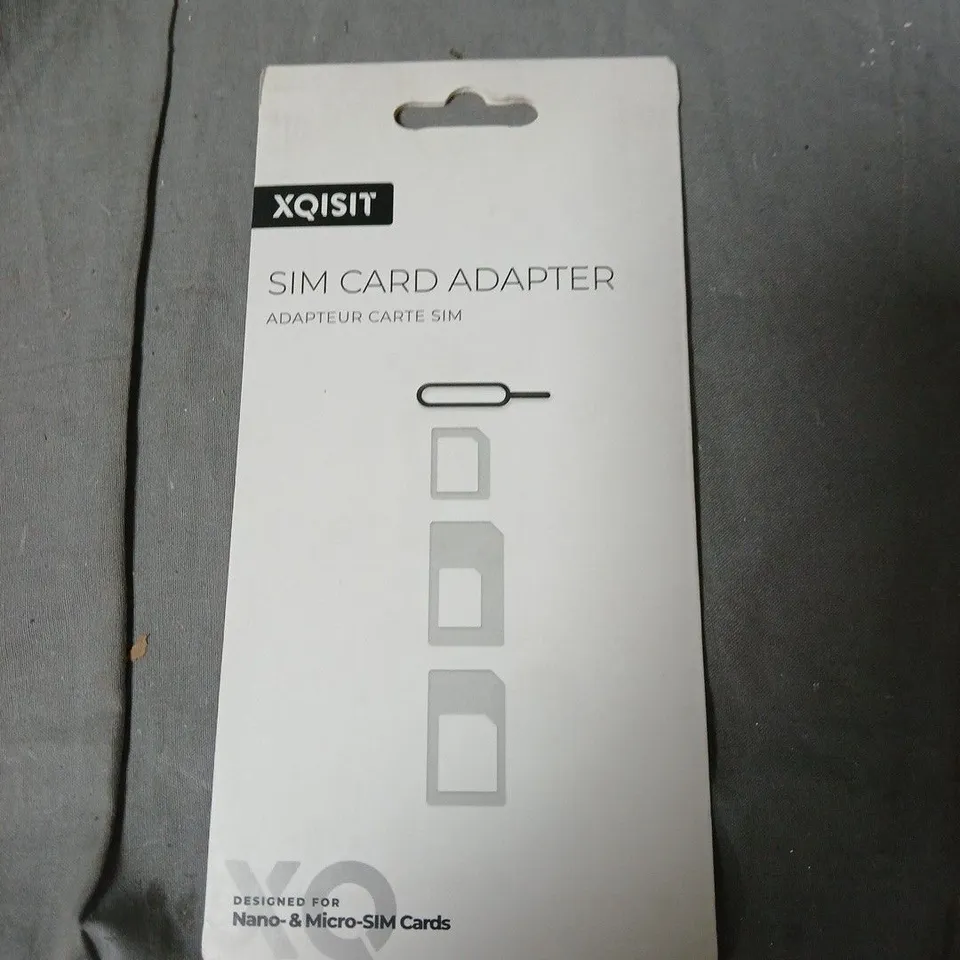 XQISIT
SIM CARD ADAPTER
ADAPTEUR CARTE SIM
XQ
DESIGNED FOR
Nano- & Micro-SIM Cards